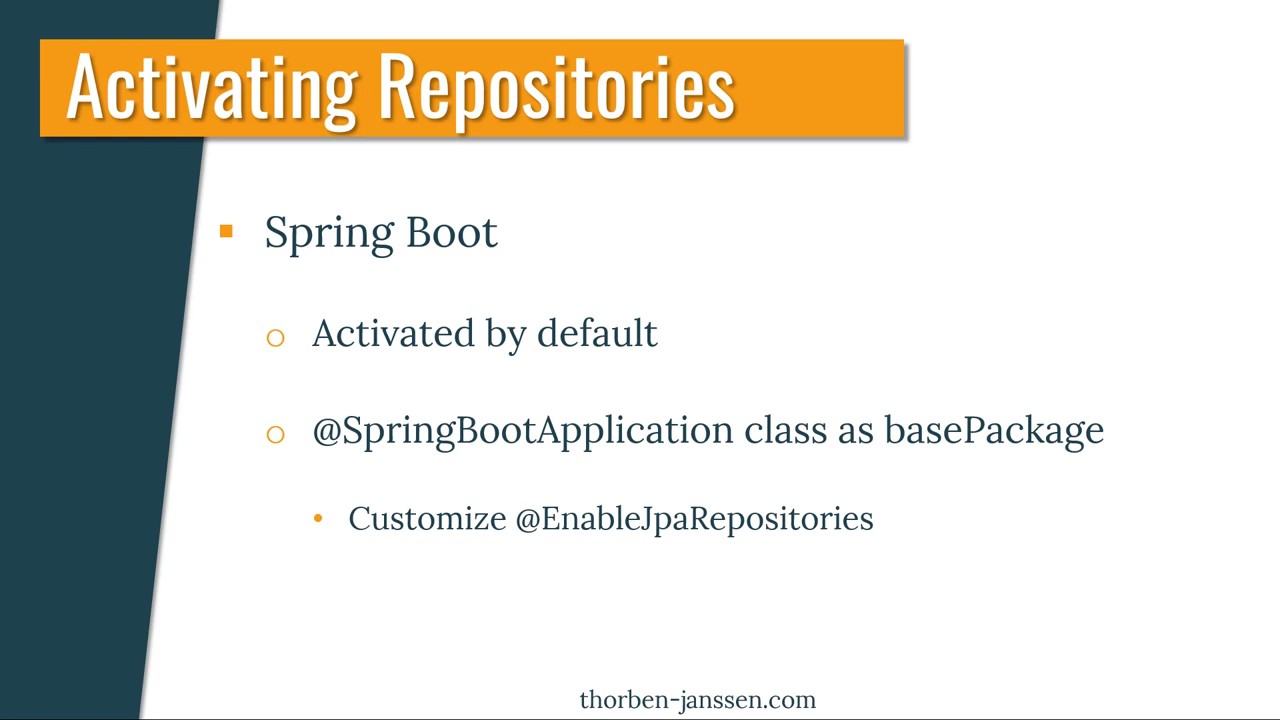 Activating Repositories
Spring Boot
Activated by default
@SpringBootApplication class as basePackage
Customize @EnableJpaRepositories
thorben-janssen.com